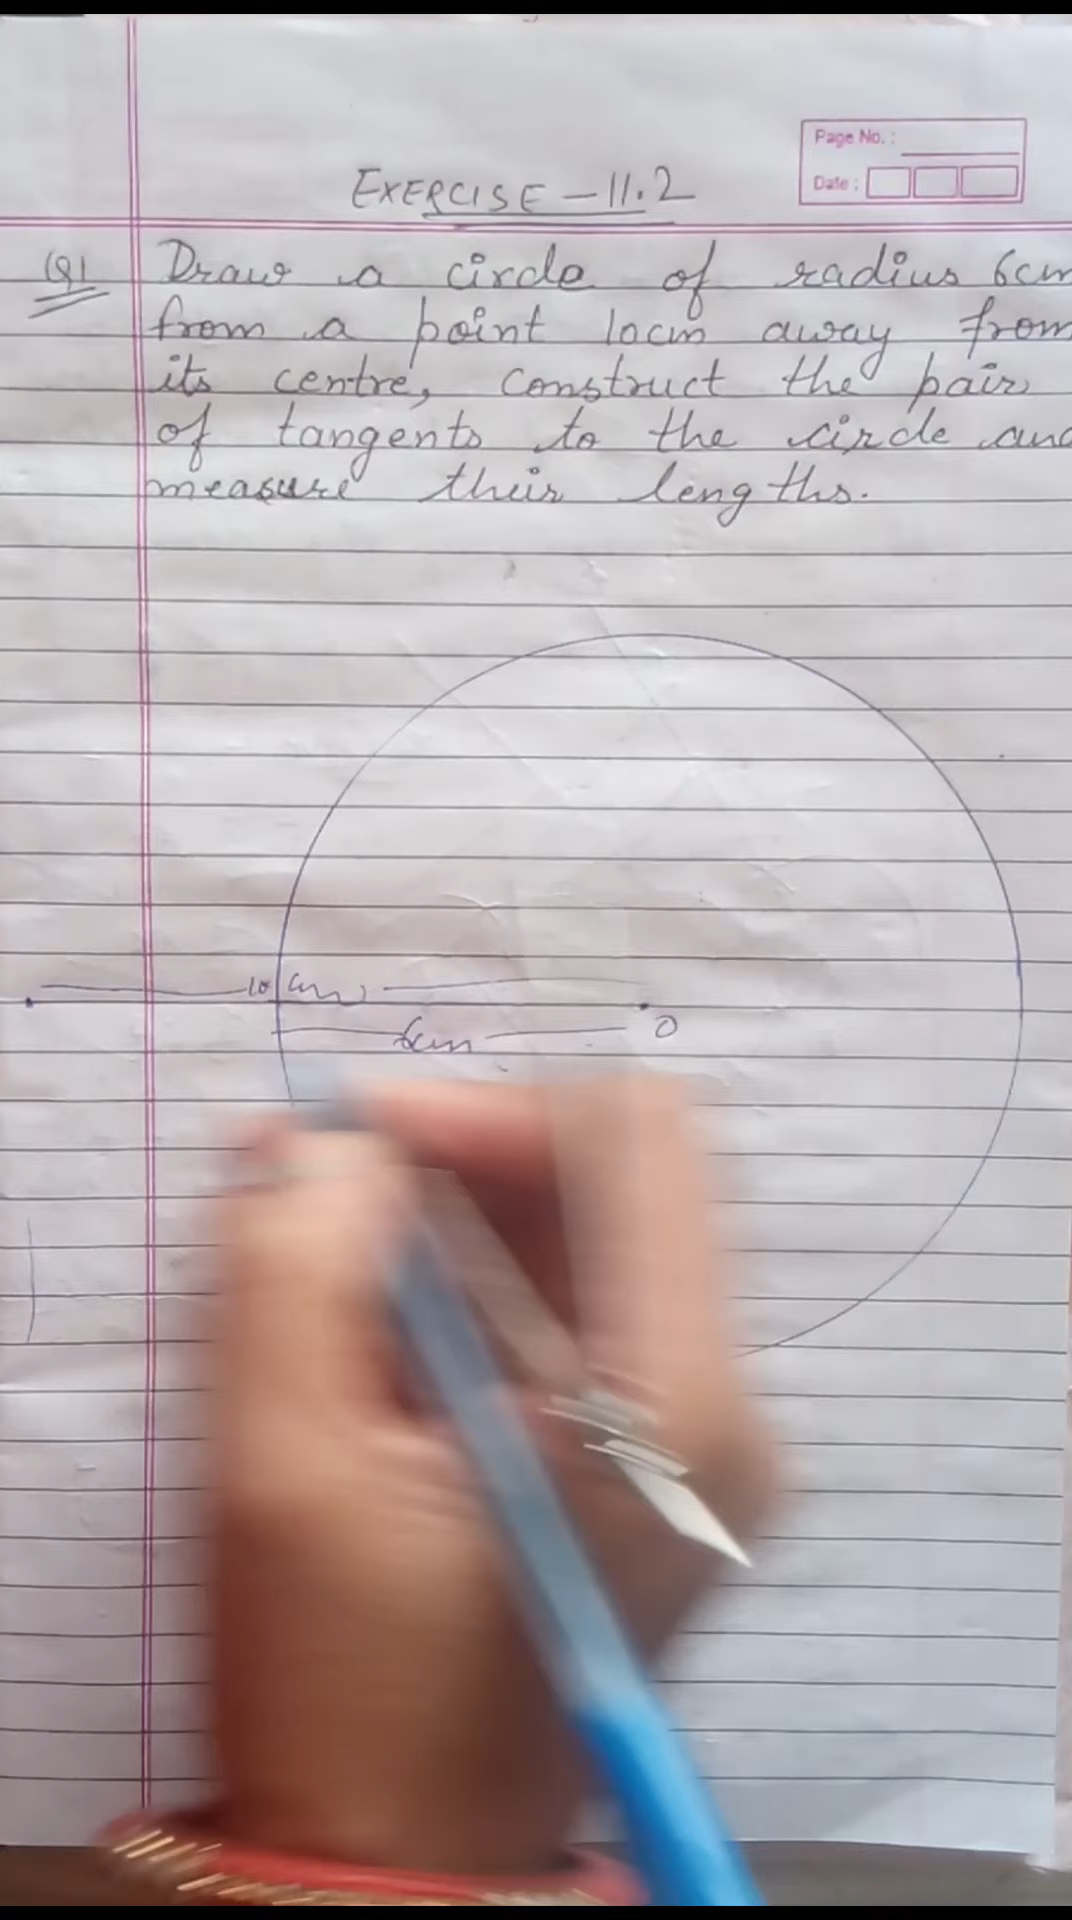 Page No. :
Date :
EXERCISE - 11.2
Q1 Draw a circle of radius 6cm
from a point 10cm away from
its centre, construct the pair
of tangents to the circle and
measure their lengths.
10 cm
6cm
O